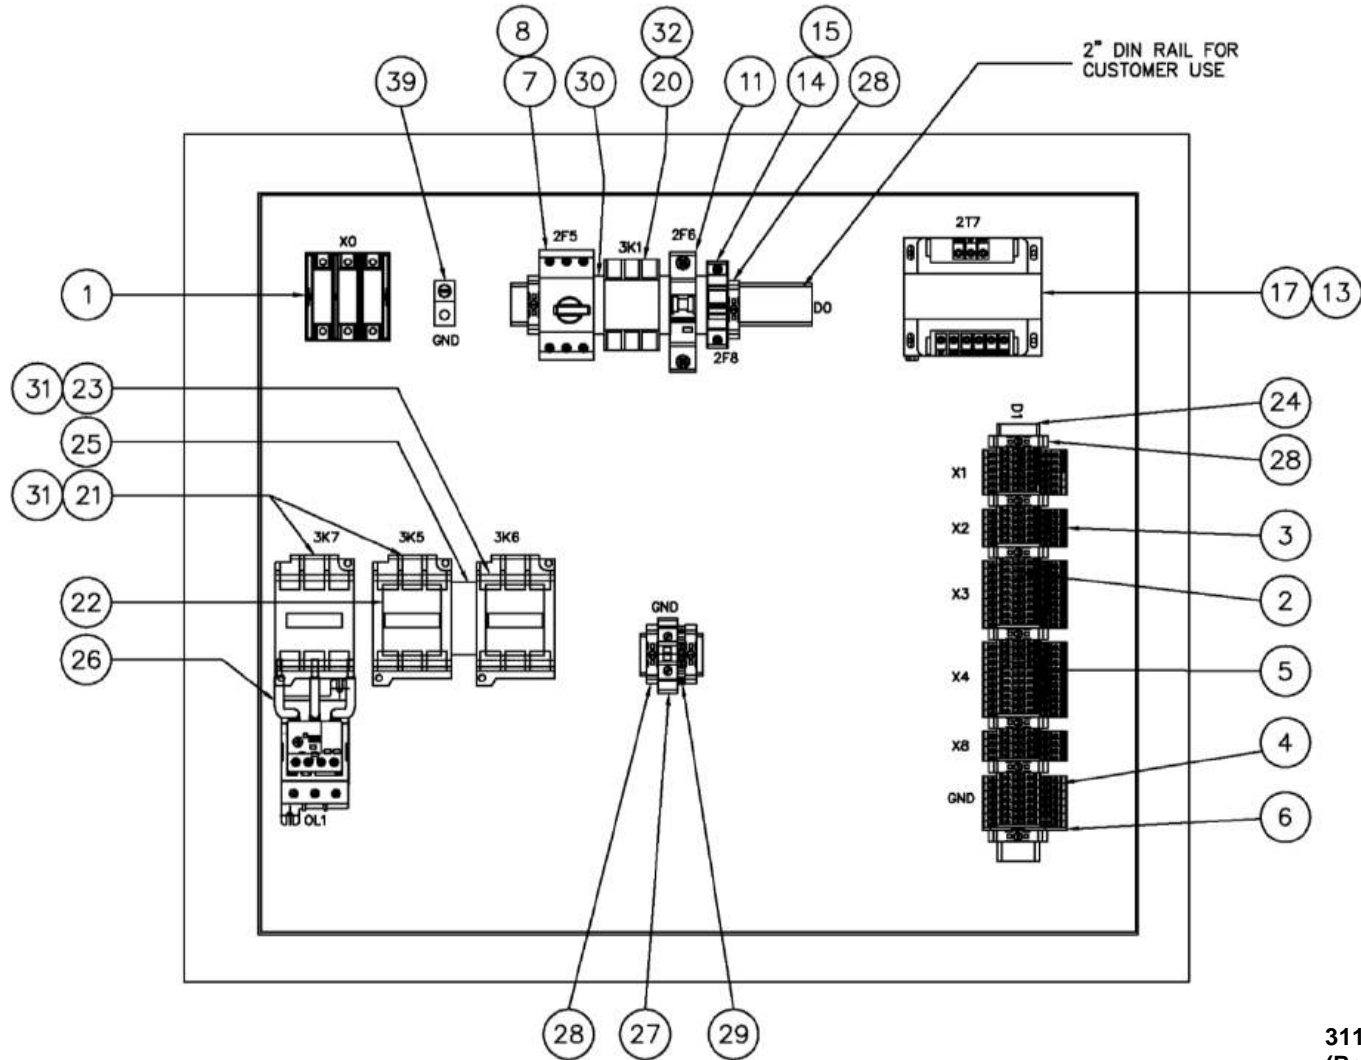 8 32 15
2" DIN RAIL FOR
CUSTOMER USE
39 7 30 20 11 14 28
X0 2F5 3K1 2F6 2T7
1 17 13
D0
GND 2F8
31 23
25
31 21
D1 24
X1 28
X2 3
3K7 3K5 3K6
22 X3 2
GND
26
X4 5
X8 4
GND 6
OL1
28 27 29
311